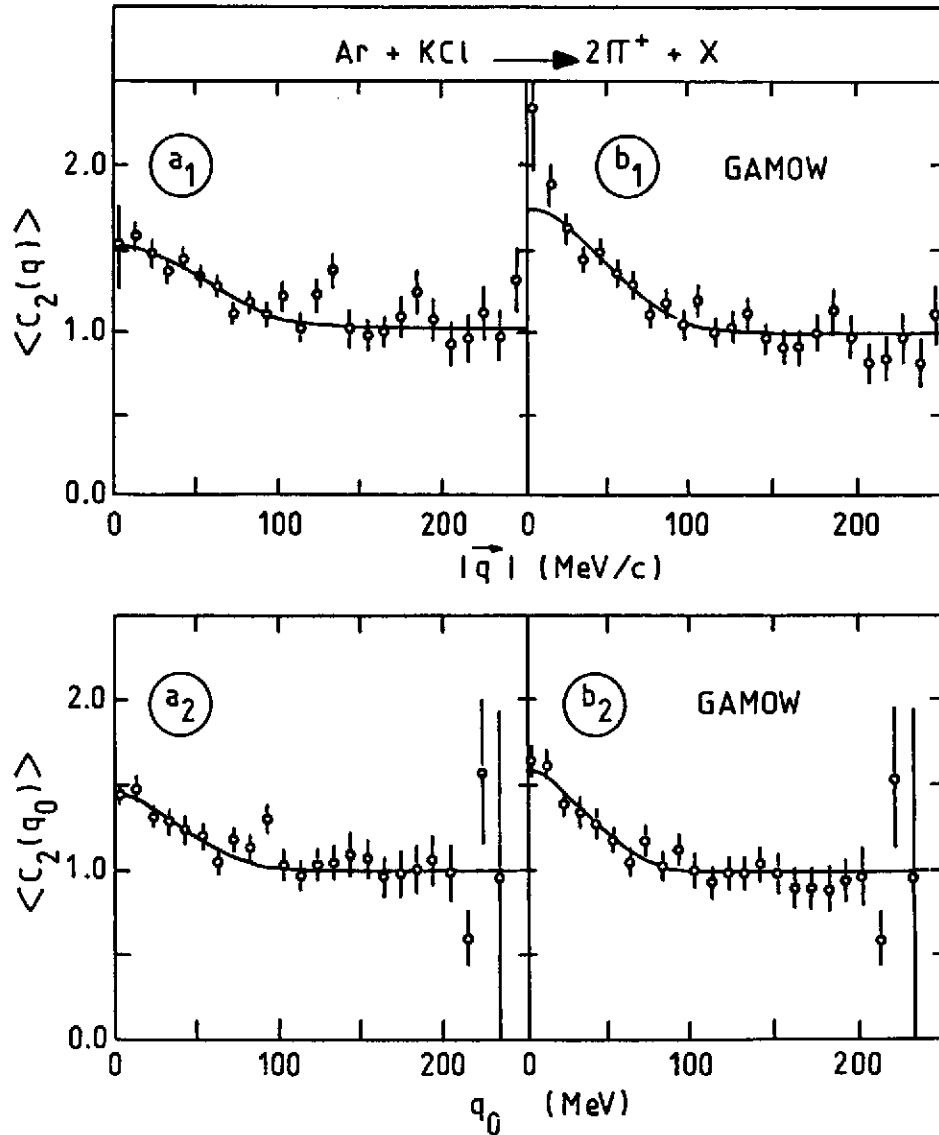 Ar + KCl → 2π⁺ + X
a₁
b₁ GAMOW
<C₂(q)>
2.0
1.0
0.0
0 100 200 0 100 200
|q⃗| (MeV/c)
a₂
b₂ GAMOW
<C₂(q₀)>
2.0
1.0
0.0
0 100 200 0 100 200
q₀ (MeV)